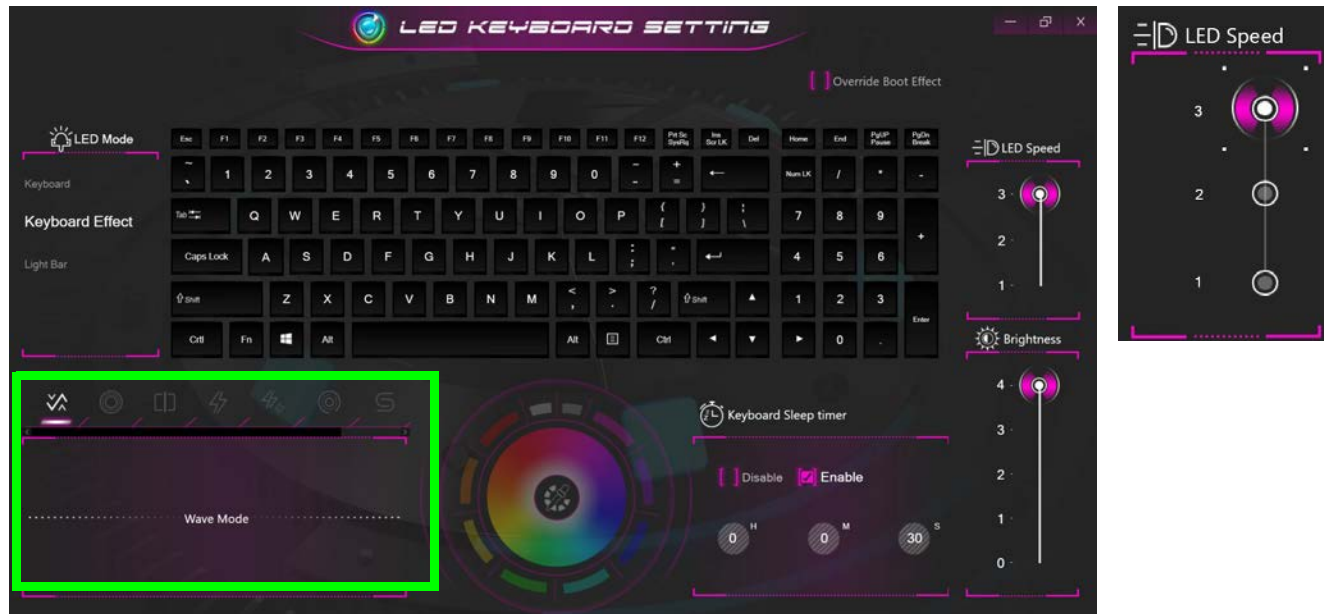 LED KEYBOARD SETTING
Override Boot Effect
LED Mode
Keyboard
Keyboard Effect
Light Bar
Esc F1 F2 F3 F4 F5 F6 F7 F8 F9 F10 F11 F12 Prt Sc SysRq Ins Scr LK Del Home End PgUP Pause PgDn Break
~ ` 1 2 3 4 5 6 7 8 9 0 - - + = ← Num LK / * -
Tab Q W E R T Y U I O P { [ } ] \ 7 8 9 +
Caps Lock A S D F G H J K L : ; 4 5 6
⇧ Shift Z X C V B N M < , > . ? / ⇧ Shift ▲ 1 2 3 Enter
Crtl Fn Alt Alt Ctrl ◄ ▼ ► 0 .
LED Speed
3
2
1
Brightness
4
3
2
1
0
Wave Mode
Keyboard Sleep timer
Disable Enable
0 H 0 M 30 S
LED Speed
3
2
1